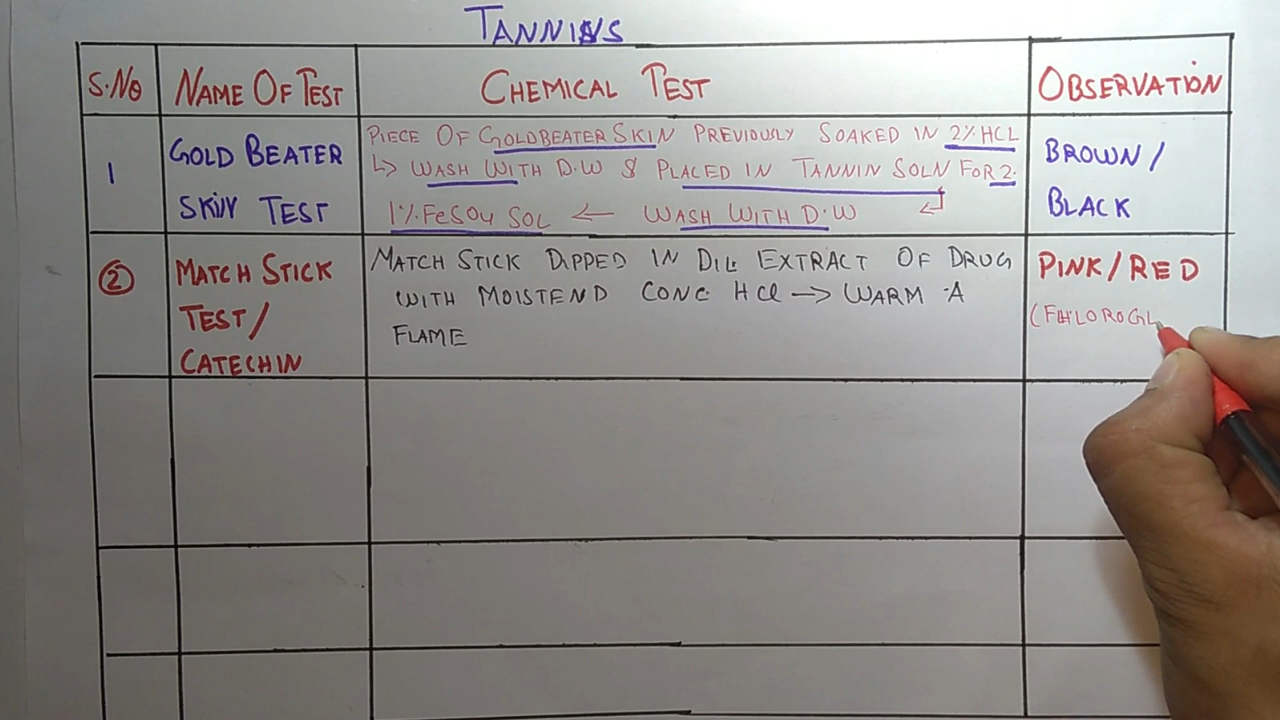 TANNINS
S.NO NAME OF TEST CHEMICAL TEST OBSERVATION
1 GOLD BEATER SKIN TEST
PIECE OF GOLDBEATER SKIN PREVIOUSLY SOAKED IN 2% HCL
↳ WASH WITH D.W & PLACED IN TANNIN SOLN FOR 2.
1% FeSO4 SOL ← WASH WITH D.W ↲
BROWN /
BLACK
② MATCH STICK
TEST /
CATECHIN
MATCH STICK DIPPED IN DIL EXTRACT OF DRUG
WITH MOISTEND CONC HCl → WARM -A
FLAME
PINK / RED
(FHLOROGL